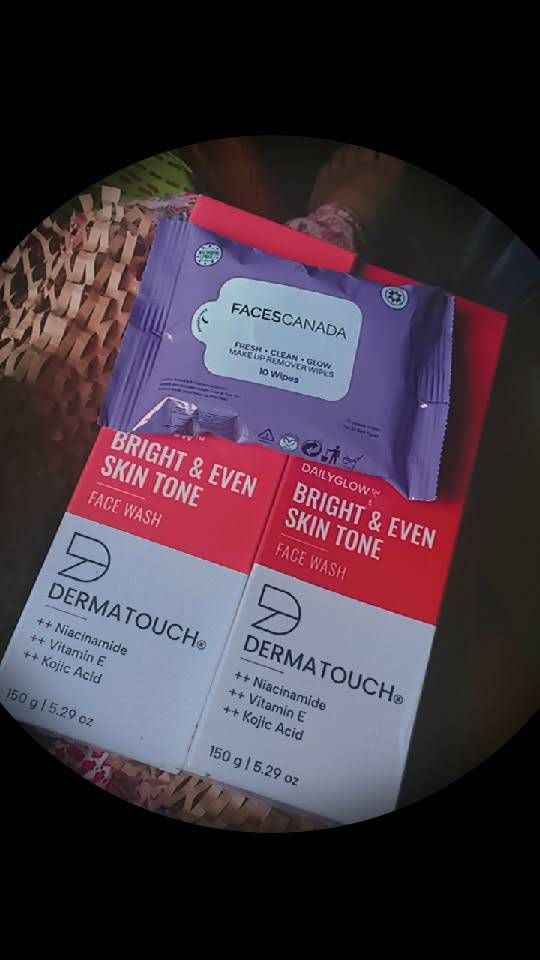 FACESCANADA
FRESH • CLEAN • GLOW
MAKE UP REMOVER WIPES
10 Wipes
BRIGHT & EVEN
SKIN TONE
FACE WASH
DERMATOUCH®
++ Niacinamide
++ Vitamin E
++ Kojic Acid
150 g | 5.29 oz
DAILYGLOW™
BRIGHT & EVEN
SKIN TONE
FACE WASH
DERMATOUCH®
++ Niacinamide
++ Vitamin E
++ Kojic Acid
150 g | 5.29 oz